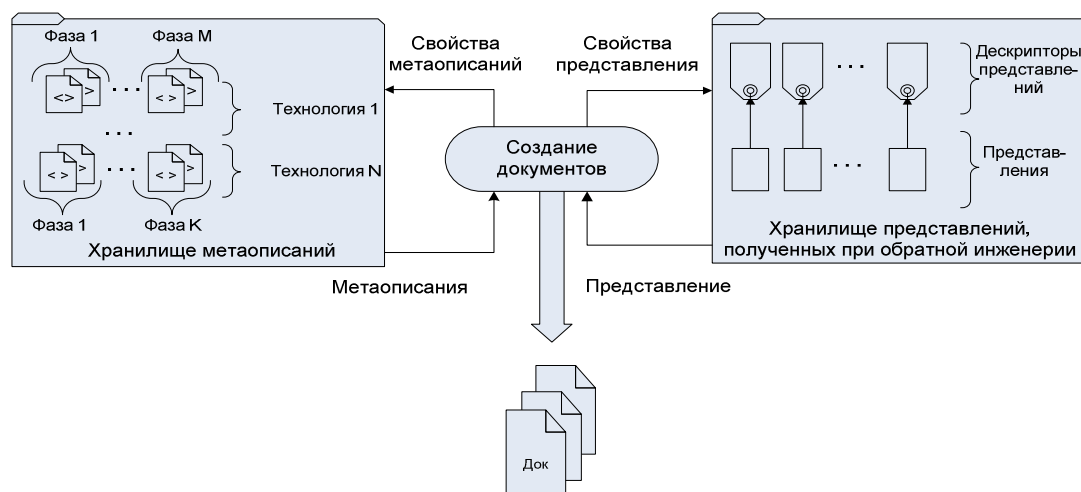 Фаза 1
Фаза M
< >
>
< >
>
Технология 1
Технология N
< >
>
< >
>
Фаза 1
Фаза K
Хранилище метаописаний
Свойства
метаописаний
Свойства
представления
Создание
документов
Метаописания
Представление
Дескрипторы
представле-
ний
Представ-
ления
Хранилище представлений,
полученных при обратной инженерии
Док